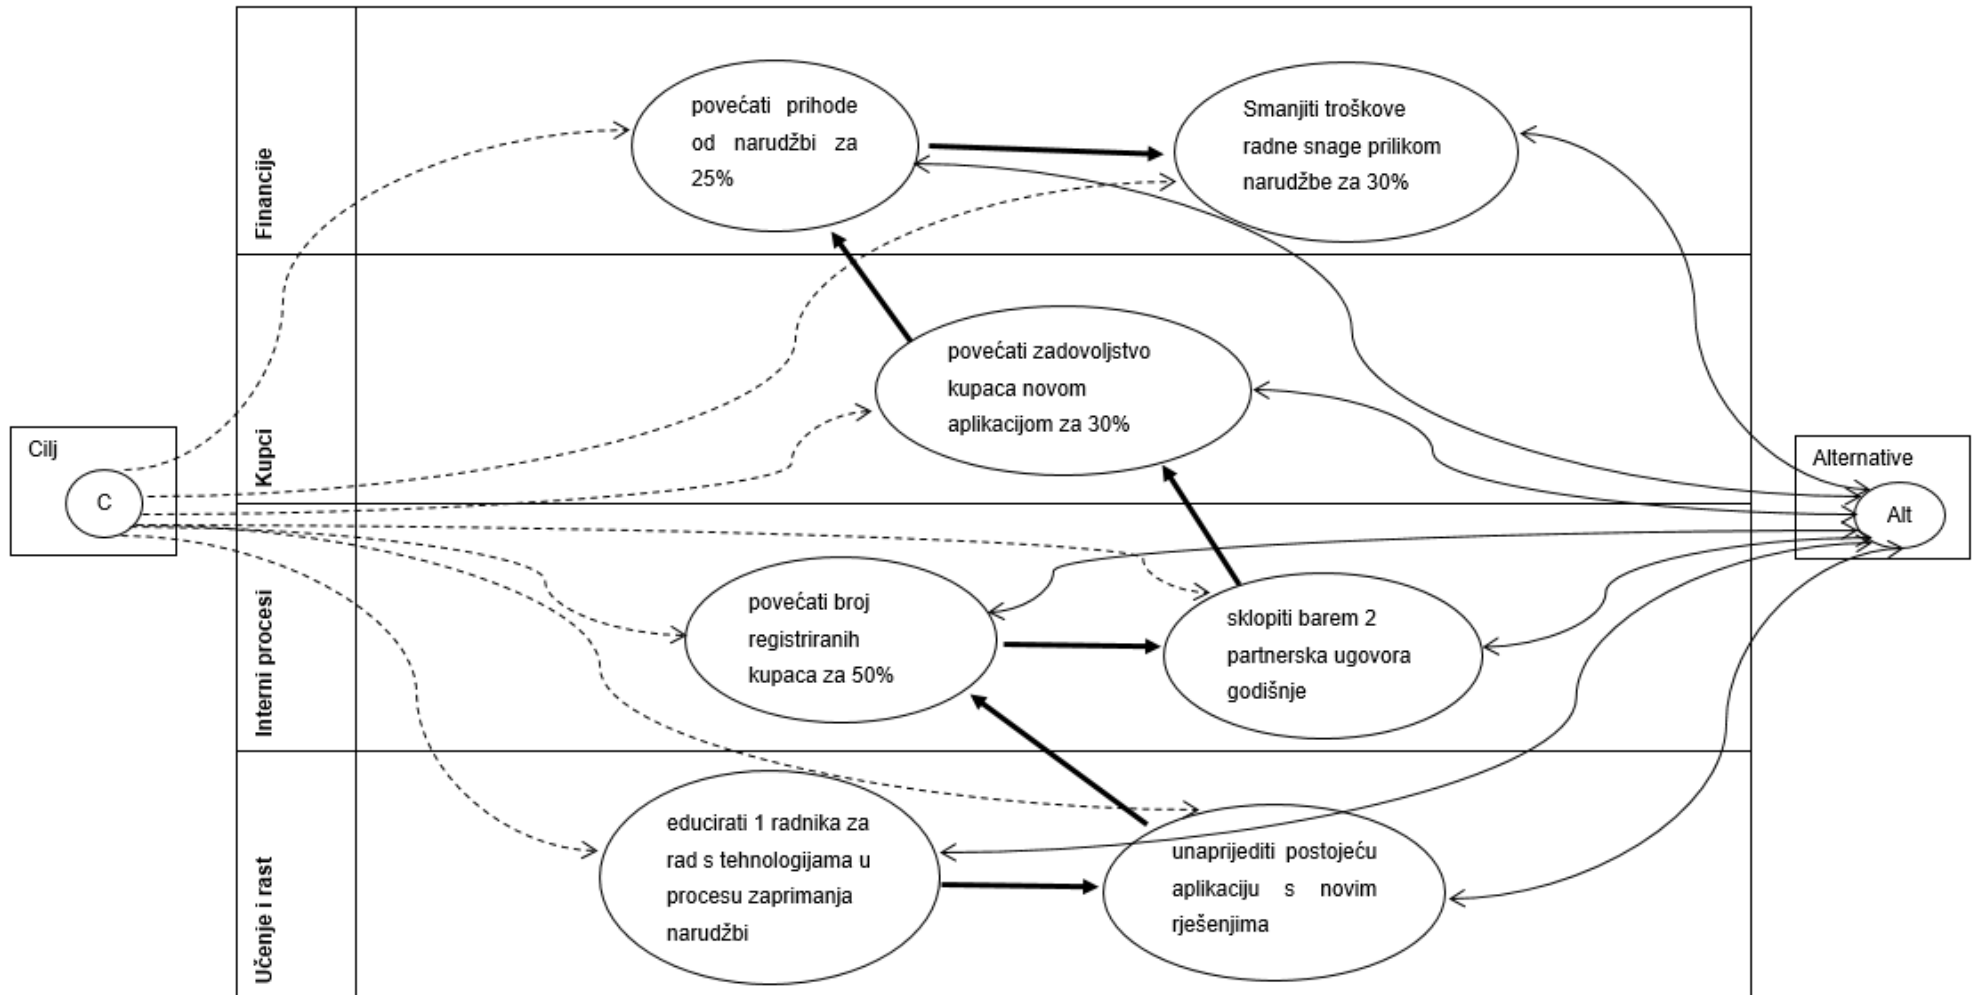 Financije
povećati prihode
od narudžbi za
25%
Smanjiti troškove
radne snage prilikom
narudžbe za 30%
Cilj
C
Kupci
povećati zadovoljstvo
kupaca novom
aplikacijom za 30%
Alternative
Alt
Interni procesi
povećati broj
registriranih
kupaca za 50%
sklopiti barem 2
partnerska ugovora
godišnje
Učenje i rast
educirati 1 radnika za
rad s tehnologijama u
procesu zaprimanja
narudžbi
unaprijediti postojeću
aplikaciju s novim
rješenjima